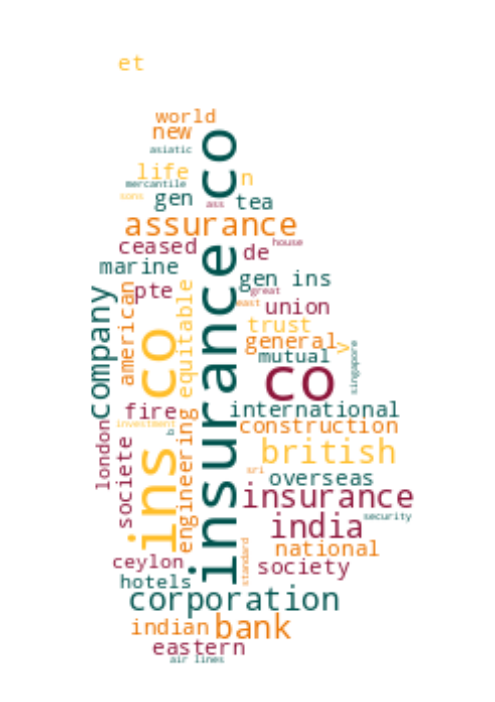 et
world
new
asiatic
life
mercantile
sons
n
gen
ass
tea
assurance
ceased
de
house
marine
gen ins
pte
great
east
union
company
american
equitable
insurance co
ins co
trust
general
>
mutual
singapore
co
fire
international
investment
b
construction
london
societe
engineering
british
sri
overseas
insurance
india
security
national
standard
ceylon
society
hotels
corporation
indian
bank
eastern
air lines